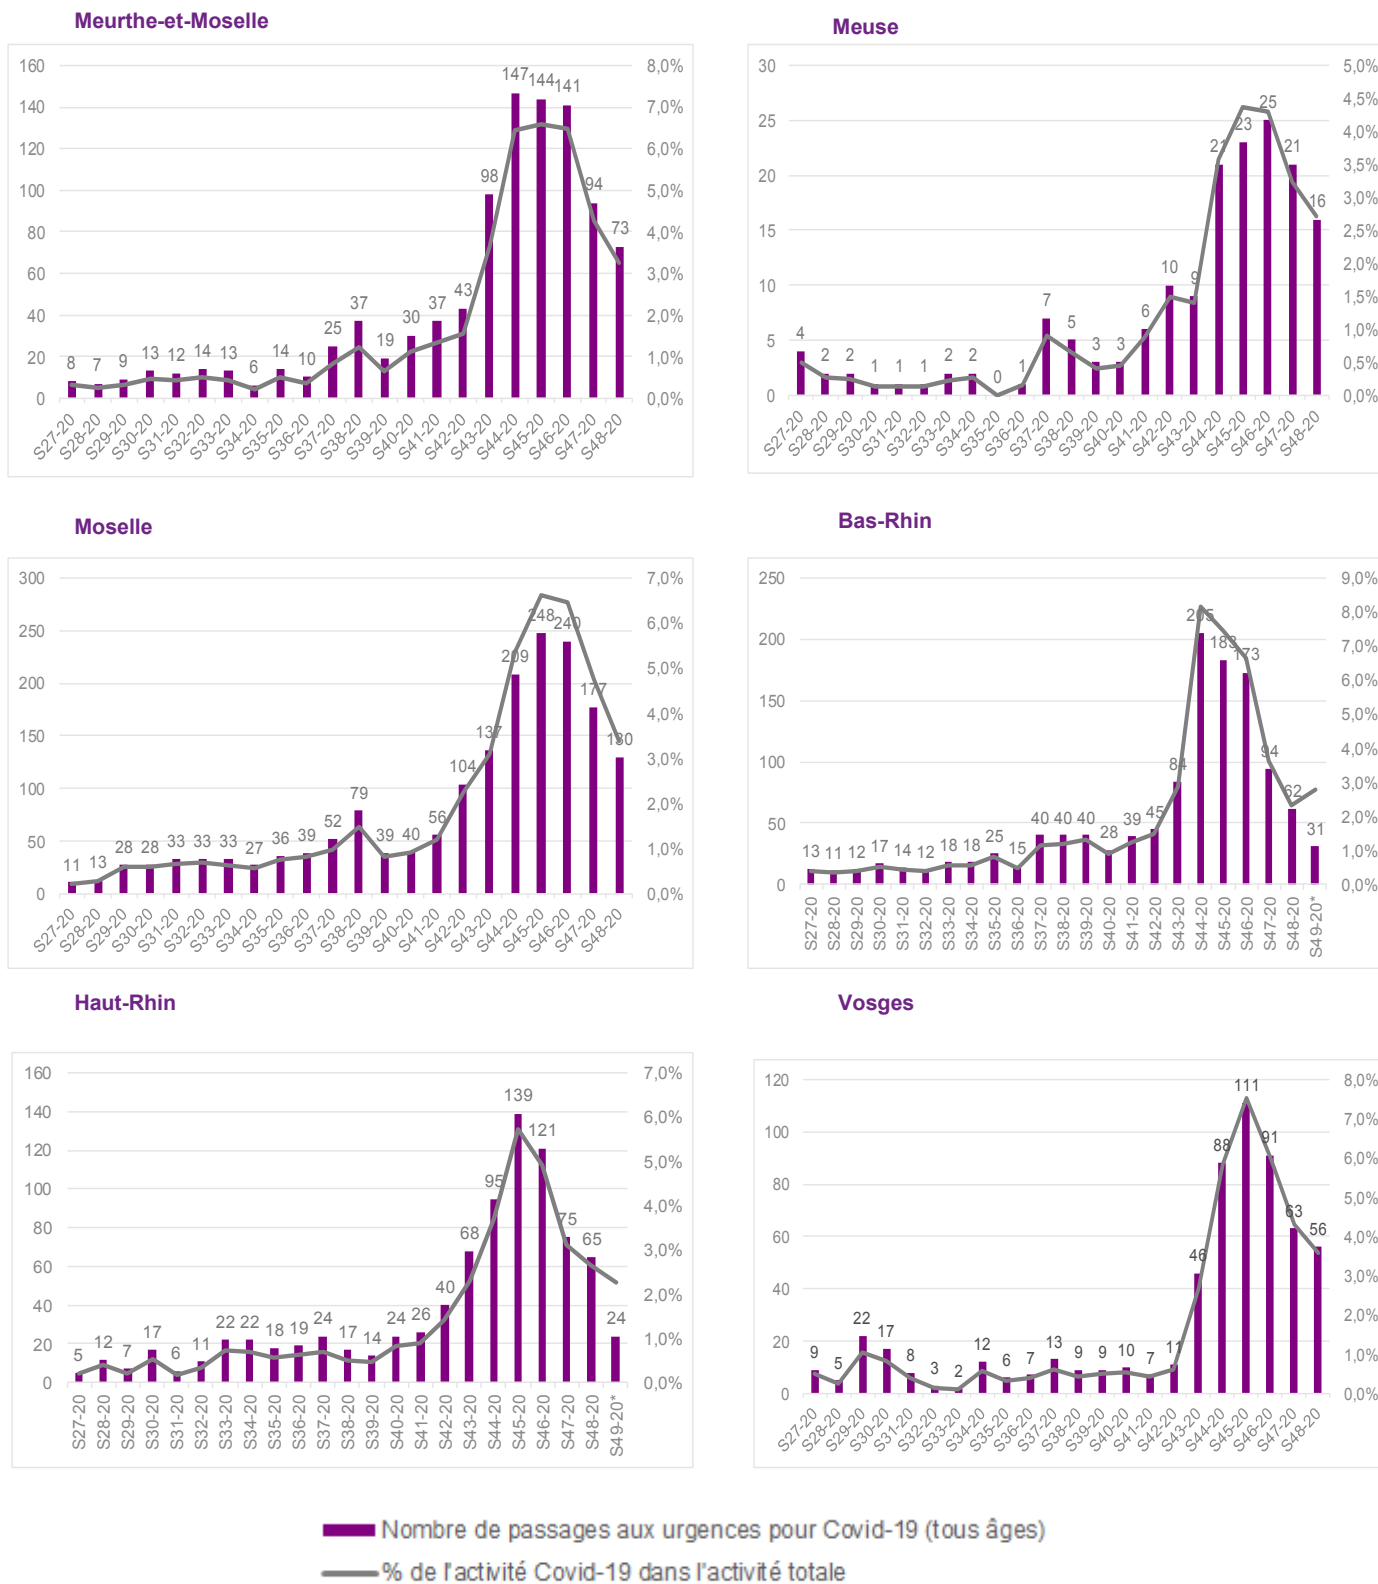 Meurthe-et-Moselle
160 140 120 100 80 60 40 20 0
8,0% 7,0% 6,0% 5,0% 4,0% 3,0% 2,0% 1,0% 0,0%
8 7 9 13 12 14 13 6 14 10 25 37 19 30 37 43 98 147 144 141 94 73
S27-20 S28-20 S29-20 S30-20 S31-20 S32-20 S33-20 S34-20 S35-20 S36-20 S37-20 S38-20 S39-20 S40-20 S41-20 S42-20 S43-20 S44-20 S45-20 S46-20 S47-20 S48-20
Meuse
30 25 20 15 10 5 0
5,0% 4,5% 4,0% 3,5% 3,0% 2,5% 2,0% 1,5% 1,0% 0,5% 0,0%
4 2 2 1 1 1 2 2 0 1 7 5 3 3 6 10 9 21 23 25 21 16
S27-20 S28-20 S29-20 S30-20 S31-20 S32-20 S33-20 S34-20 S35-20 S36-20 S37-20 S38-20 S39-20 S40-20 S41-20 S42-20 S43-20 S44-20 S45-20 S46-20 S47-20 S48-20
Moselle
300 250 200 150 100 50 0
7,0% 6,0% 5,0% 4,0% 3,0% 2,0% 1,0% 0,0%
11 13 28 28 33 33 33 27 36 39 52 79 39 40 56 104 137 209 248 240 177 130
S27-20 S28-20 S29-20 S30-20 S31-20 S32-20 S33-20 S34-20 S35-20 S36-20 S37-20 S38-20 S39-20 S40-20 S41-20 S42-20 S43-20 S44-20 S45-20 S46-20 S47-20 S48-20
Bas-Rhin
250 200 150 100 50 0
9,0% 8,0% 7,0% 6,0% 5,0% 4,0% 3,0% 2,0% 1,0% 0,0%
13 11 12 17 14 12 18 18 25 15 40 40 40 28 39 45 84 205 183 173 94 62 31
S27-20 S28-20 S29-20 S30-20 S31-20 S32-20 S33-20 S34-20 S35-20 S36-20 S37-20 S38-20 S39-20 S40-20 S41-20 S42-20 S43-20 S44-20 S45-20 S46-20 S47-20 S48-20 S49-20*
Haut-Rhin
160 140 120 100 80 60 40 20 0
7,0% 6,0% 5,0% 4,0% 3,0% 2,0% 1,0% 0,0%
5 12 7 17 6 11 22 22 18 19 24 17 14 24 26 40 68 95 139 121 75 65 24
S27-20 S28-20 S29-20 S30-20 S31-20 S32-20 S33-20 S34-20 S35-20 S36-20 S37-20 S38-20 S39-20 S40-20 S41-20 S42-20 S43-20 S44-20 S45-20 S46-20 S47-20 S48-20 S49-20*
Vosges
120 100 80 60 40 20 0
8,0% 7,0% 6,0% 5,0% 4,0% 3,0% 2,0% 1,0% 0,0%
9 5 22 17 8 3 2 12 6 7 13 9 9 10 7 11 46 88 111 91 63 56
S27-20 S28-20 S29-20 S30-20 S31-20 S32-20 S33-20 S34-20 S35-20 S36-20 S37-20 S38-20 S39-20 S40-20 S41-20 S42-20 S43-20 S44-20 S45-20 S46-20 S47-20 S48-20
Nombre de passages aux urgences pour Covid-19 (tous âges)
% de l'activité Covid-19 dans l'activité totale